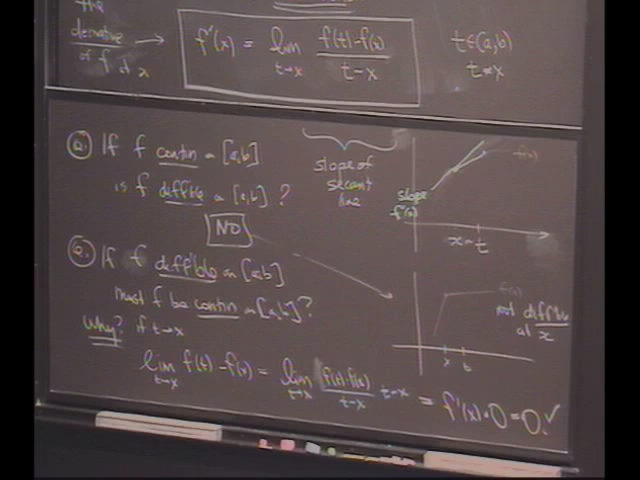 the
derivative
of f at x
f'(x) = lim t→x f(t)-f(x) / t-x
t∈(a,b)
t≠x
Q. If f contin on [a,b]
is f diff'ble on [a,b]?
NO
slope of
secant
line
slope
f'(x)
f(x)
x t
Q. If f diff'ble on [a,b]
must f be contin on [a,b]?
Why? if t→x
f(x)
not diff'ble
at x
x t
lim t→x f(t)-f(x) = lim t→x f(t)-f(x) / t-x · t-x = f'(x)·0=0.✓